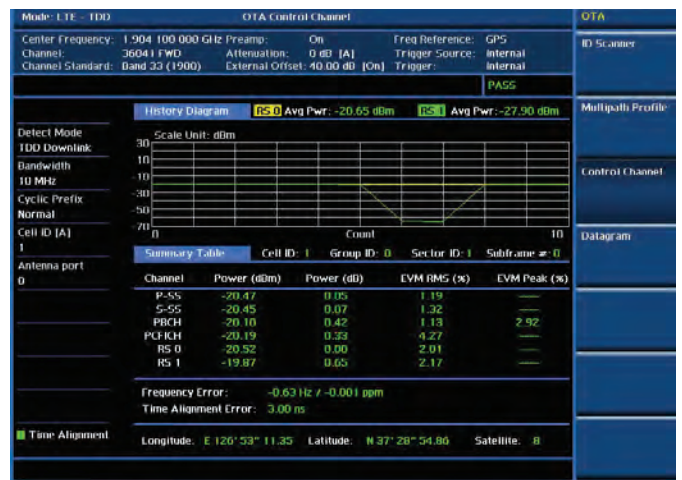 Mode: LTE - TDD
OTA Control Channel
OTA
Center Frequency: 1.904 100 000 GHz Preamp: On Freq Reference: GPS
Channel: 36041 FWD Attenuation: 0 dB [A] Trigger Source: Internal
Channel Standard: Band 33 (1900) External Offset: 40.00 dB [On] Trigger: Internal
PASS
ID Scanner
Multipath Profile
Control Channel
Datagram
History Diagram RS 0 Avg Pwr: -20.65 dBm RS 1 Avg Pwr: -27.90 dBm
Detect Mode
TDD Downlink
Bandwidth
10 MHz
Cyclic Prefix
Normal
Cell ID [A]
1
Antenna port
0
Time Alignment
Scale Unit: dBm
30
10
-10
-30
-50
-70
0 Count 10
Summary Table Cell ID: 1 Group ID: 0 Sector ID: 1 Subframe #: 0
Channel Power (dBm) Power (dB) EVM RMS (%) EVM Peak (%)
P-SS -20.47 0.05 1.19 ----
S-SS -20.45 0.07 1.32 ----
PBCH -20.10 0.42 1.13 2.92
PCFICH -20.19 0.33 4.27 ----
RS 0 -20.52 0.00 2.01 ----
RS 1 -19.87 0.65 2.17 ----
Frequency Error: -0.63 Hz / -0.001 ppm
Time Alignment Error: 3.00 ns
Longitude: E 126' 53" 11.35 Latitude: N 37' 28" 54.86 Satellite: 8